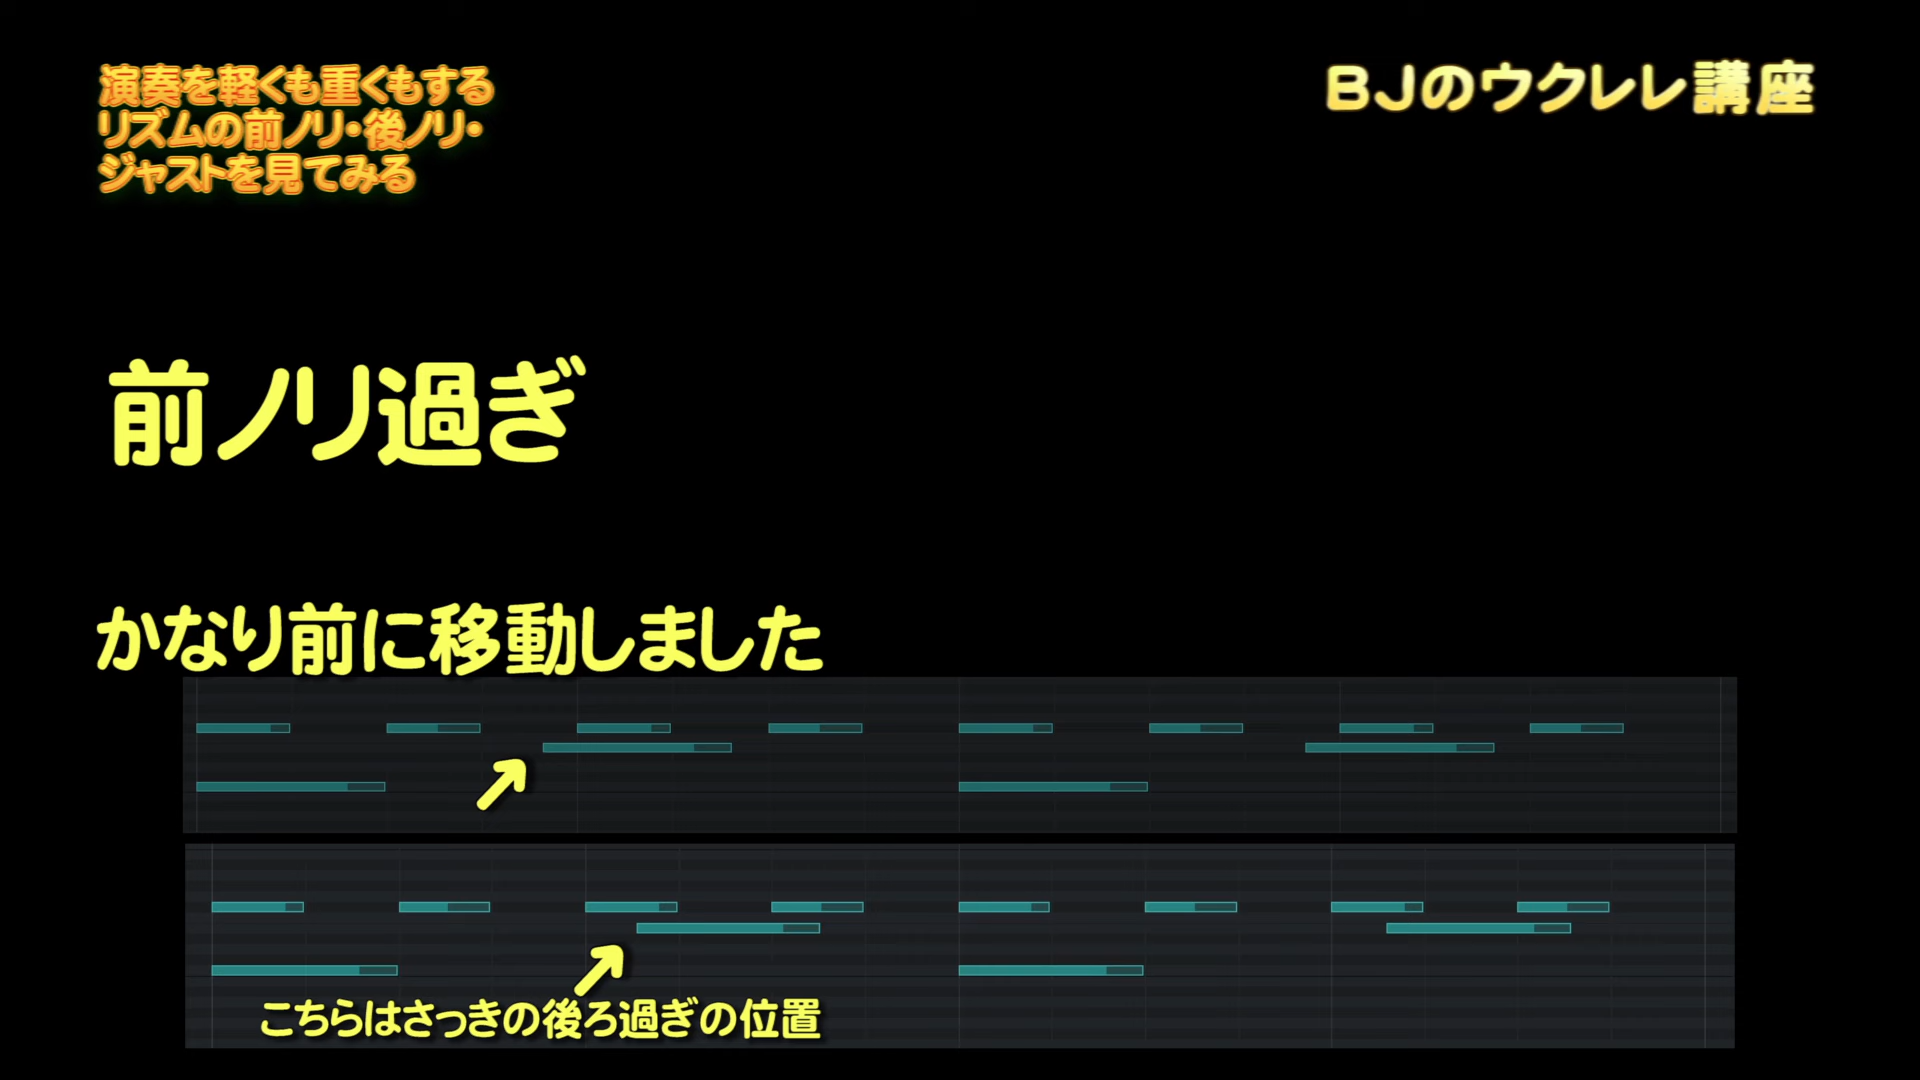 演奏を軽くも重くもする
リズムの前ノリ・後ノリ・
ジャストを見てみる
BJのウクレレ講座
前ノリ過ぎ
かなり前に移動しました
こちらはさっきの後ろ過ぎの位置